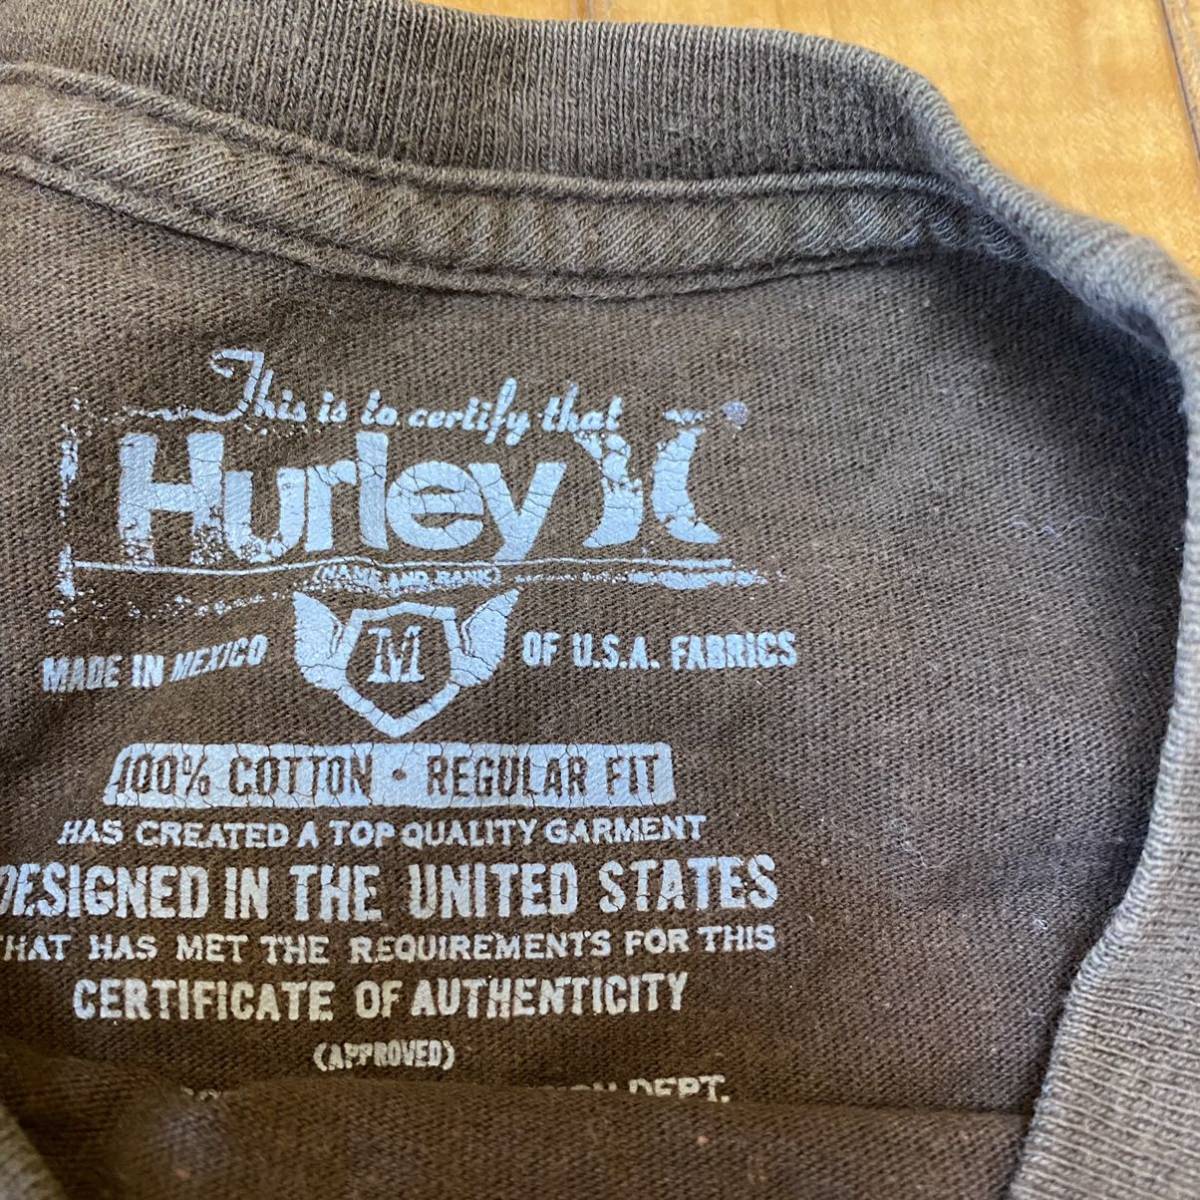 This is to certify that
Hurley
(NAME AND RANK)
MADE IN MEXICO M OF U.S.A. FABRICS
100% COTTON • REGULAR FIT
HAS CREATED A TOP QUALITY GARMENT
DESIGNED IN THE UNITED STATES
THAT HAS MET THE REQUIREMENTS FOR THIS
CERTIFICATE OF AUTHENTICITY
(APPROVED)
DEPT.